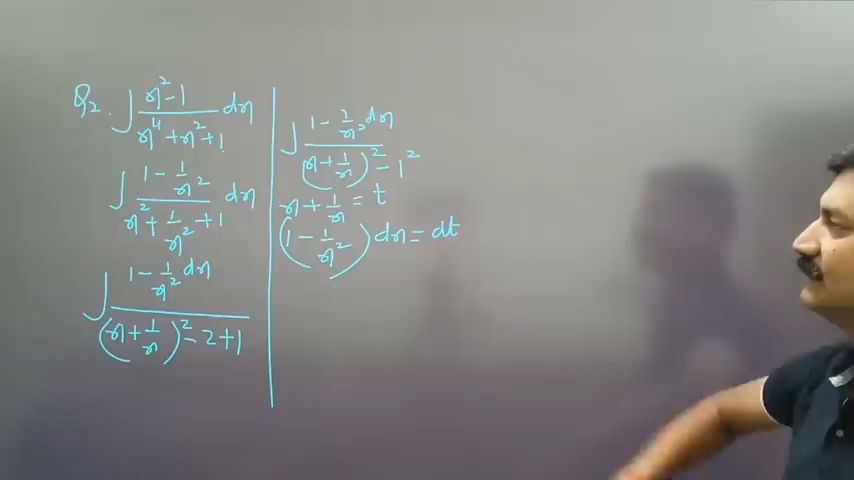 Q2. ∫ (x² - 1)/(x⁴ + x² + 1) dx
∫ (1 - 1/x²)/(x² + 1/x² + 1) dx
∫ (1 - 1/x² dx)/((x + 1/x)² - 2 + 1)
∫ (1 - 1/x² dx)/((x + 1/x)² - 1²)
x + 1/x = t
(1 - 1/x²) dx = dt